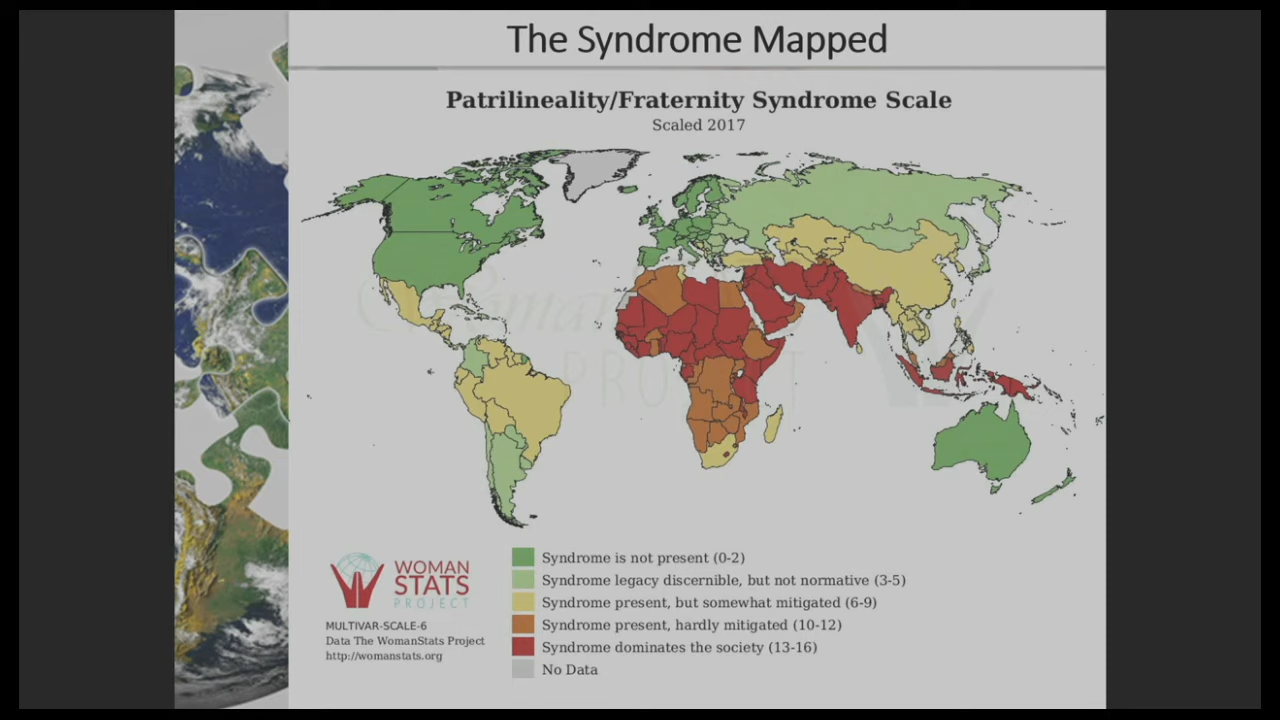 The Syndrome Mapped
Patrilineality/Fraternity Syndrome Scale
Scaled 2017
WOMAN
STATS
PROJECT
MULTIVAR-SCALE-6
Data The WomanStats Project
http://womanstats.org
Syndrome is not present (0-2)
Syndrome legacy discernible, but not normative (3-5)
Syndrome present, but somewhat mitigated (6-9)
Syndrome present, hardly mitigated (10-12)
Syndrome dominates the society (13-16)
No Data